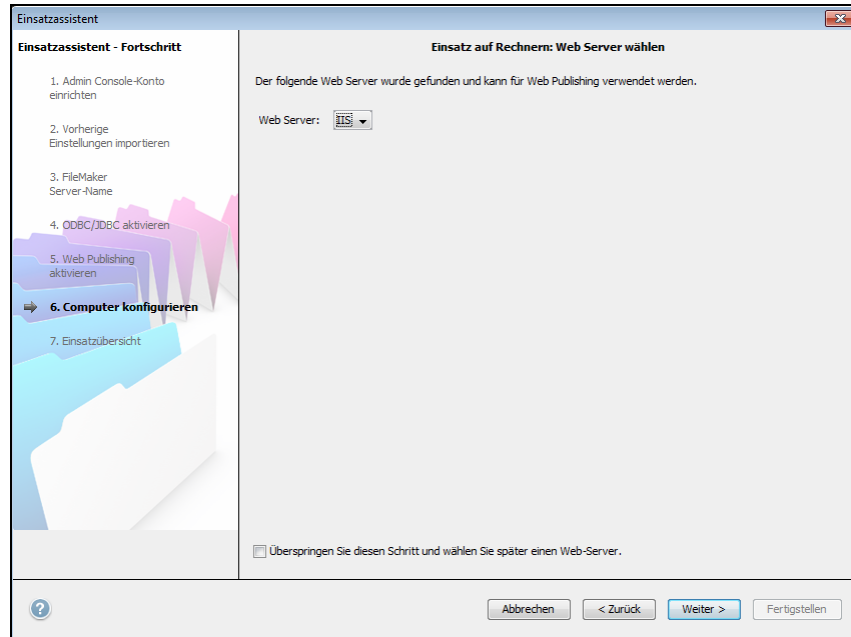 Einsatzassistent
Einsatzassistent - Fortschritt
1. Admin Console-Konto
einrichten
2. Vorherige
Einstellungen importieren
3. FileMaker
Server-Name
4. ODBC/JDBC aktivieren
5. Web Publishing
aktivieren
6. Computer konfigurieren
7. Einsatzübersicht
Einsatz auf Rechnern: Web Server wählen
Der folgende Web Server wurde gefunden und kann für Web Publishing verwendet werden.
Web Server: IIS
Überspringen Sie diesen Schritt und wählen Sie später einen Web-Server.
? Abbrechen < Zurück Weiter > Fertigstellen